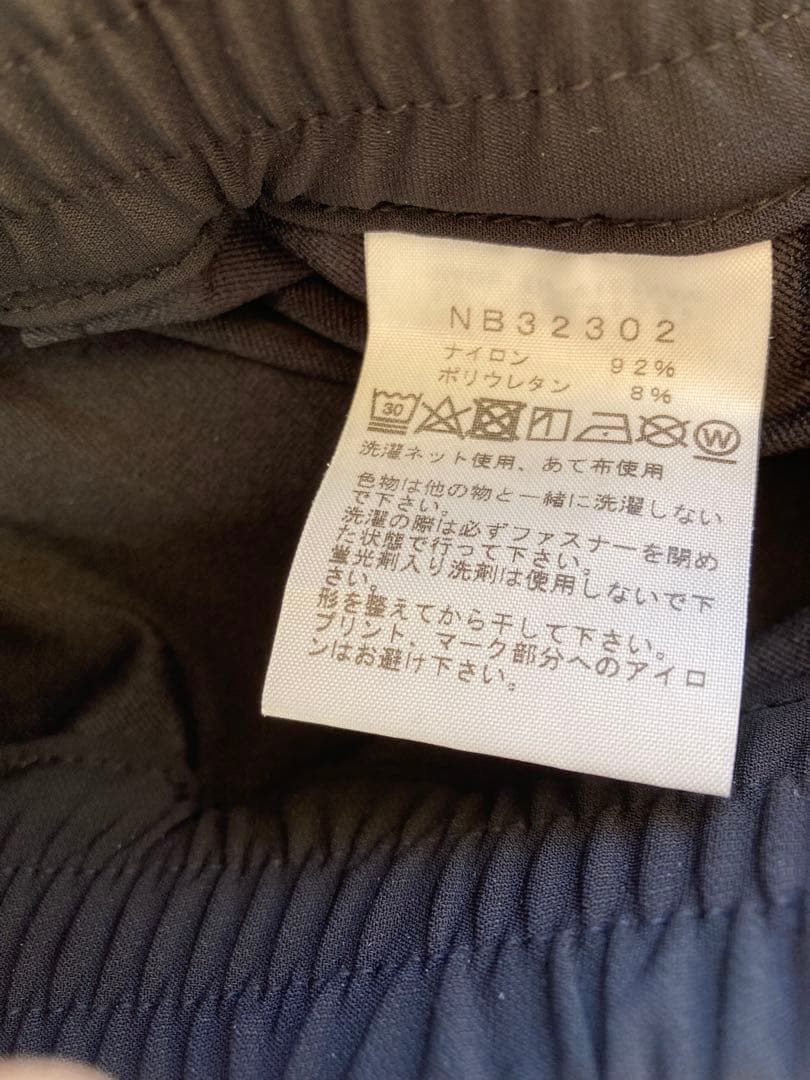 NB32302
ナイロン 92%
ポリウレタン 8%
30 W
洗濯ネット使用、あて布使用
色物は他の物と一緒に洗濯しない
で下さい。
洗濯の際は必ずファスナーを閉め
た状態で行って下さい。
蛍光剤入り洗剤は使用しないで下
さい。
形を整えてから干して下さい。
プリント、マーク部分へのアイロ
ンはお避け下さい。